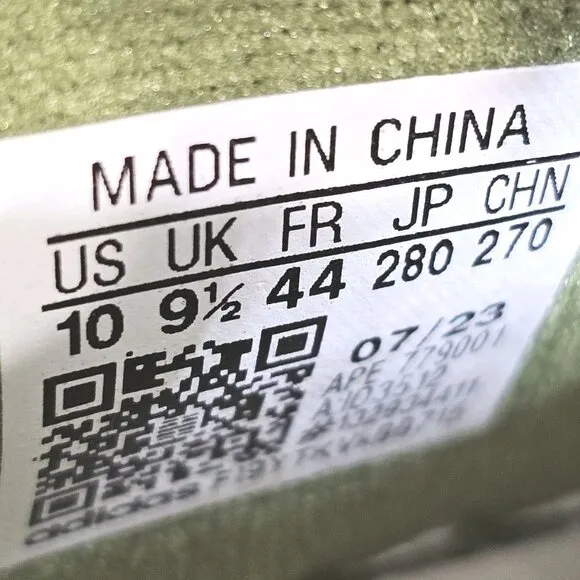 MADE IN CHINA
US UK FR JP CHN
10 9½ 44 280 270
07/23
APE 779001
adidas